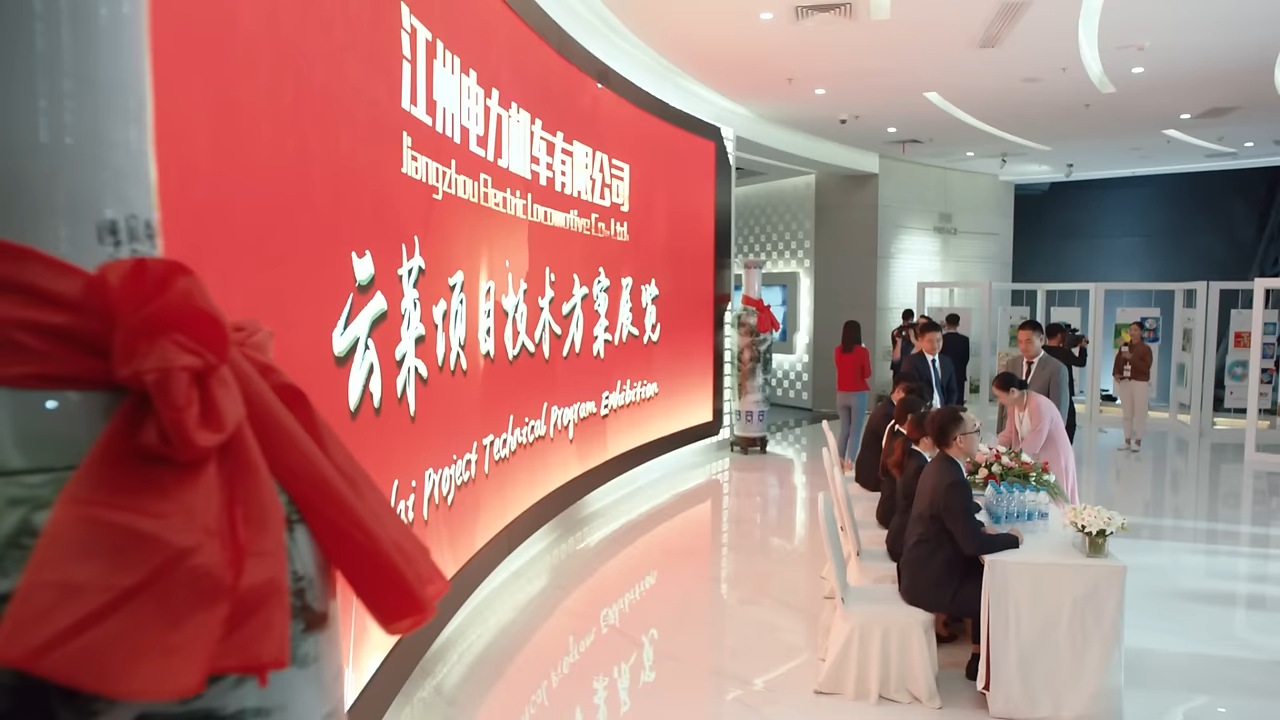 江州电力机车有限公司
Jiangzhou Electric Locomotive Co., Ltd.
云莱项目技术方案展览
lai Project Technical Program Exhibition